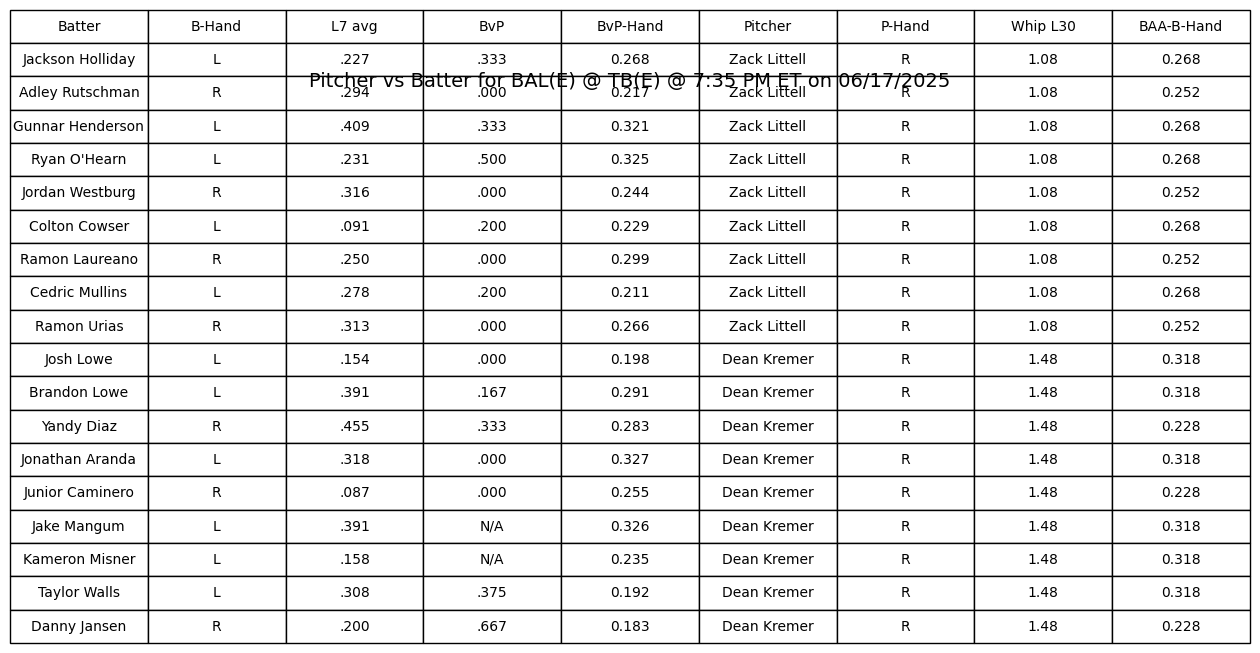 Batter B-Hand L7 avg BvP BvP-Hand Pitcher P-Hand Whip L30 BAA-B-Hand
Jackson Holliday L .227 .333 0.268 Zack Littell R 1.08 0.268
Pitcher vs Batter for BAL(E) @ TB(E) @ 7:35 PM ET on 06/17/2025
Adley Rutschman R .294 .000 0.217 Zack Littell R 1.08 0.252
Gunnar Henderson L .409 .333 0.321 Zack Littell R 1.08 0.268
Ryan O'Hearn L .231 .500 0.325 Zack Littell R 1.08 0.268
Jordan Westburg R .316 .000 0.244 Zack Littell R 1.08 0.252
Colton Cowser L .091 .200 0.229 Zack Littell R 1.08 0.268
Ramon Laureano R .250 .000 0.299 Zack Littell R 1.08 0.252
Cedric Mullins L .278 .200 0.211 Zack Littell R 1.08 0.268
Ramon Urias R .313 .000 0.266 Zack Littell R 1.08 0.252
Josh Lowe L .154 .000 0.198 Dean Kremer R 1.48 0.318
Brandon Lowe L .391 .167 0.291 Dean Kremer R 1.48 0.318
Yandy Diaz R .455 .333 0.283 Dean Kremer R 1.48 0.228
Jonathan Aranda L .318 .000 0.327 Dean Kremer R 1.48 0.318
Junior Caminero R .087 .000 0.255 Dean Kremer R 1.48 0.228
Jake Mangum L .391 N/A 0.326 Dean Kremer R 1.48 0.318
Kameron Misner L .158 N/A 0.235 Dean Kremer R 1.48 0.318
Taylor Walls L .308 .375 0.192 Dean Kremer R 1.48 0.318
Danny Jansen R .200 .667 0.183 Dean Kremer R 1.48 0.228